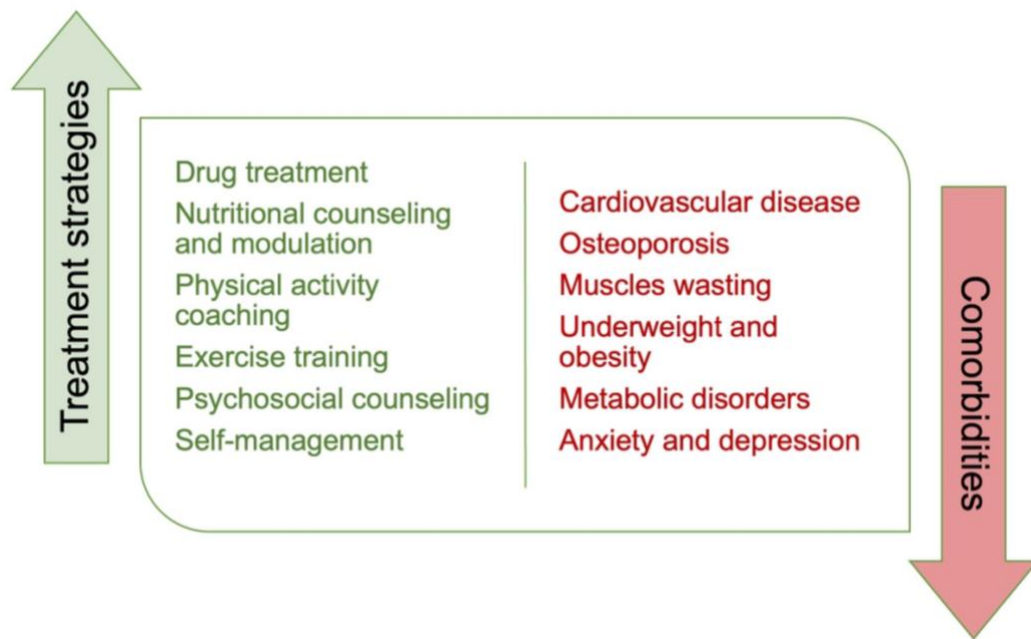 Treatment strategies
Drug treatment
Nutritional counseling
and modulation
Physical activity
coaching
Exercise training
Psychosocial counseling
Self-management
Cardiovascular disease
Osteoporosis
Muscles wasting
Underweight and
obesity
Metabolic disorders
Anxiety and depression
Comorbidities